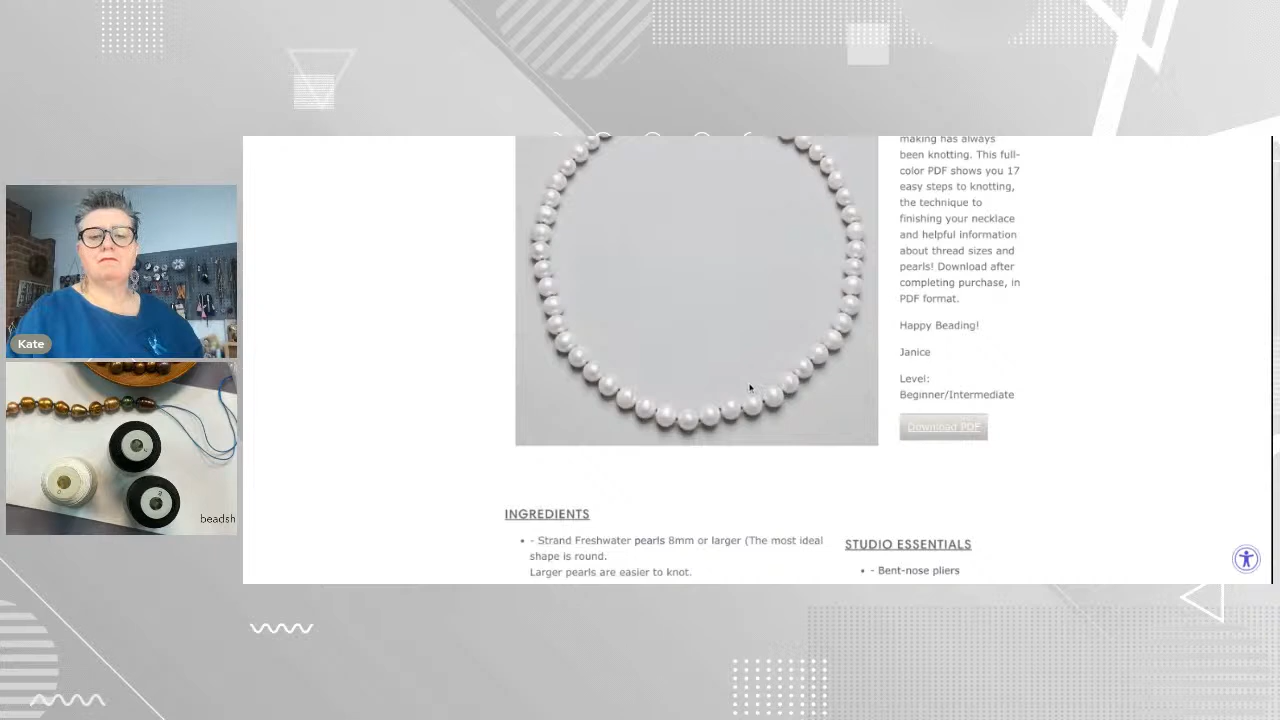 making has always
been knotting. This full-
color PDF shows you 17
easy steps to knotting,
the technique to
finishing your necklace
and helpful information
about thread sizes and
pearls! Download after
completing purchase, in
PDF format.
Happy Beading!
Janice
Level:
Beginner/Intermediate
Download PDF
Kate
beadsh
INGREDIENTS
- Strand Freshwater pearls 8mm or larger (The most ideal
shape is round.
Larger pearls are easier to knot.
STUDIO ESSENTIALS
- Bent-nose pliers